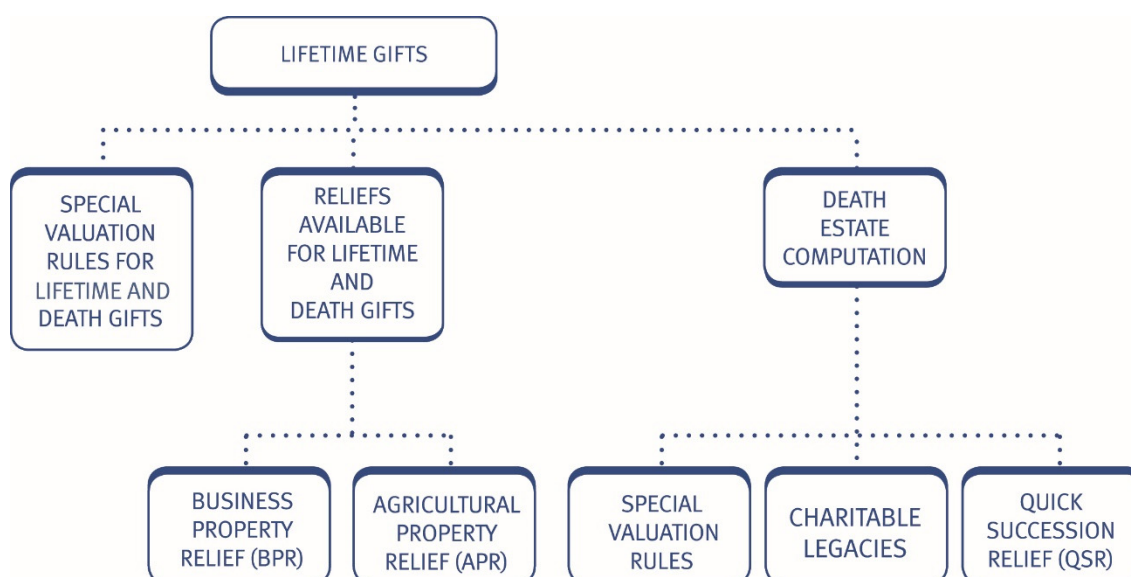 LIFETIME GIFTS
SPECIAL
VALUATION
RULES FOR
LIFETIME AND
DEATH GIFTS
RELIEFS
AVAILABLE
FOR LIFETIME
AND
DEATH GIFTS
DEATH
ESTATE
COMPUTATION
BUSINESS
PROPERTY
RELIEF (BPR)
AGRICULTURAL
PROPERTY
RELIEF (APR)
SPECIAL
VALUATION
RULES
CHARITABLE
LEGACIES
QUICK
SUCCESSION
RELIEF (QSR)